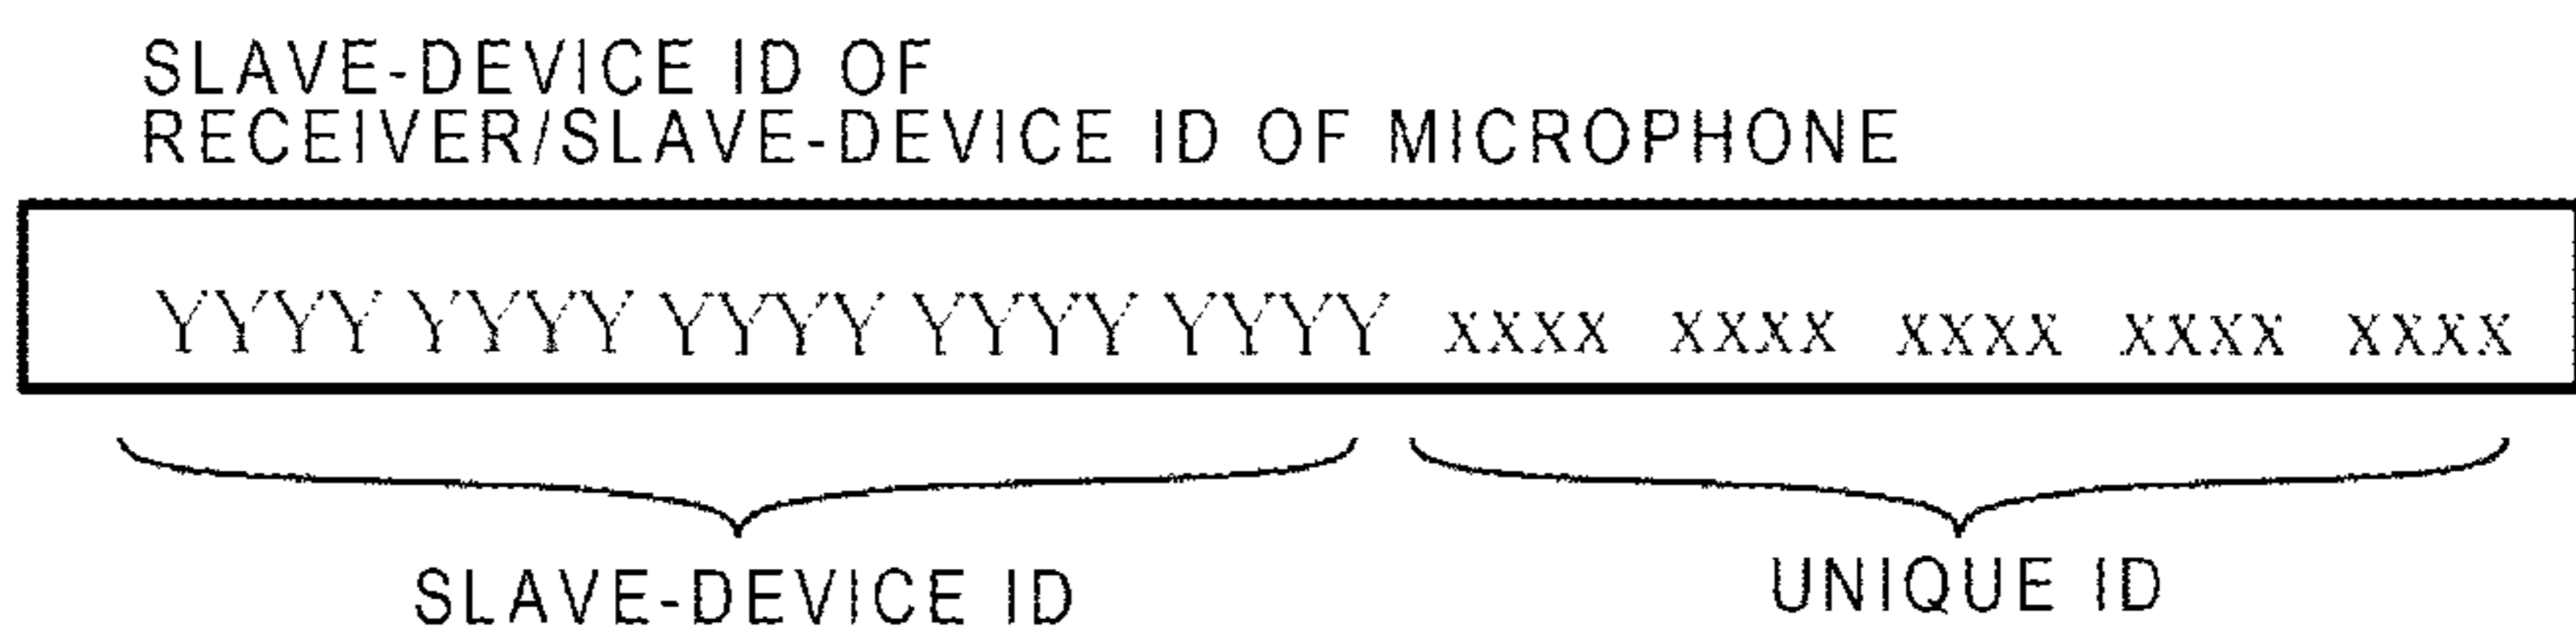 SLAVE-DEVICE ID OF
RECEIVER/SLAVE-DEVICE ID OF MICROPHONE
YYYY YYYY YYYY YYYY YYYY xxxx xxxx xxxx xxxx xxxx
SLAVE-DEVICE ID UNIQUE ID